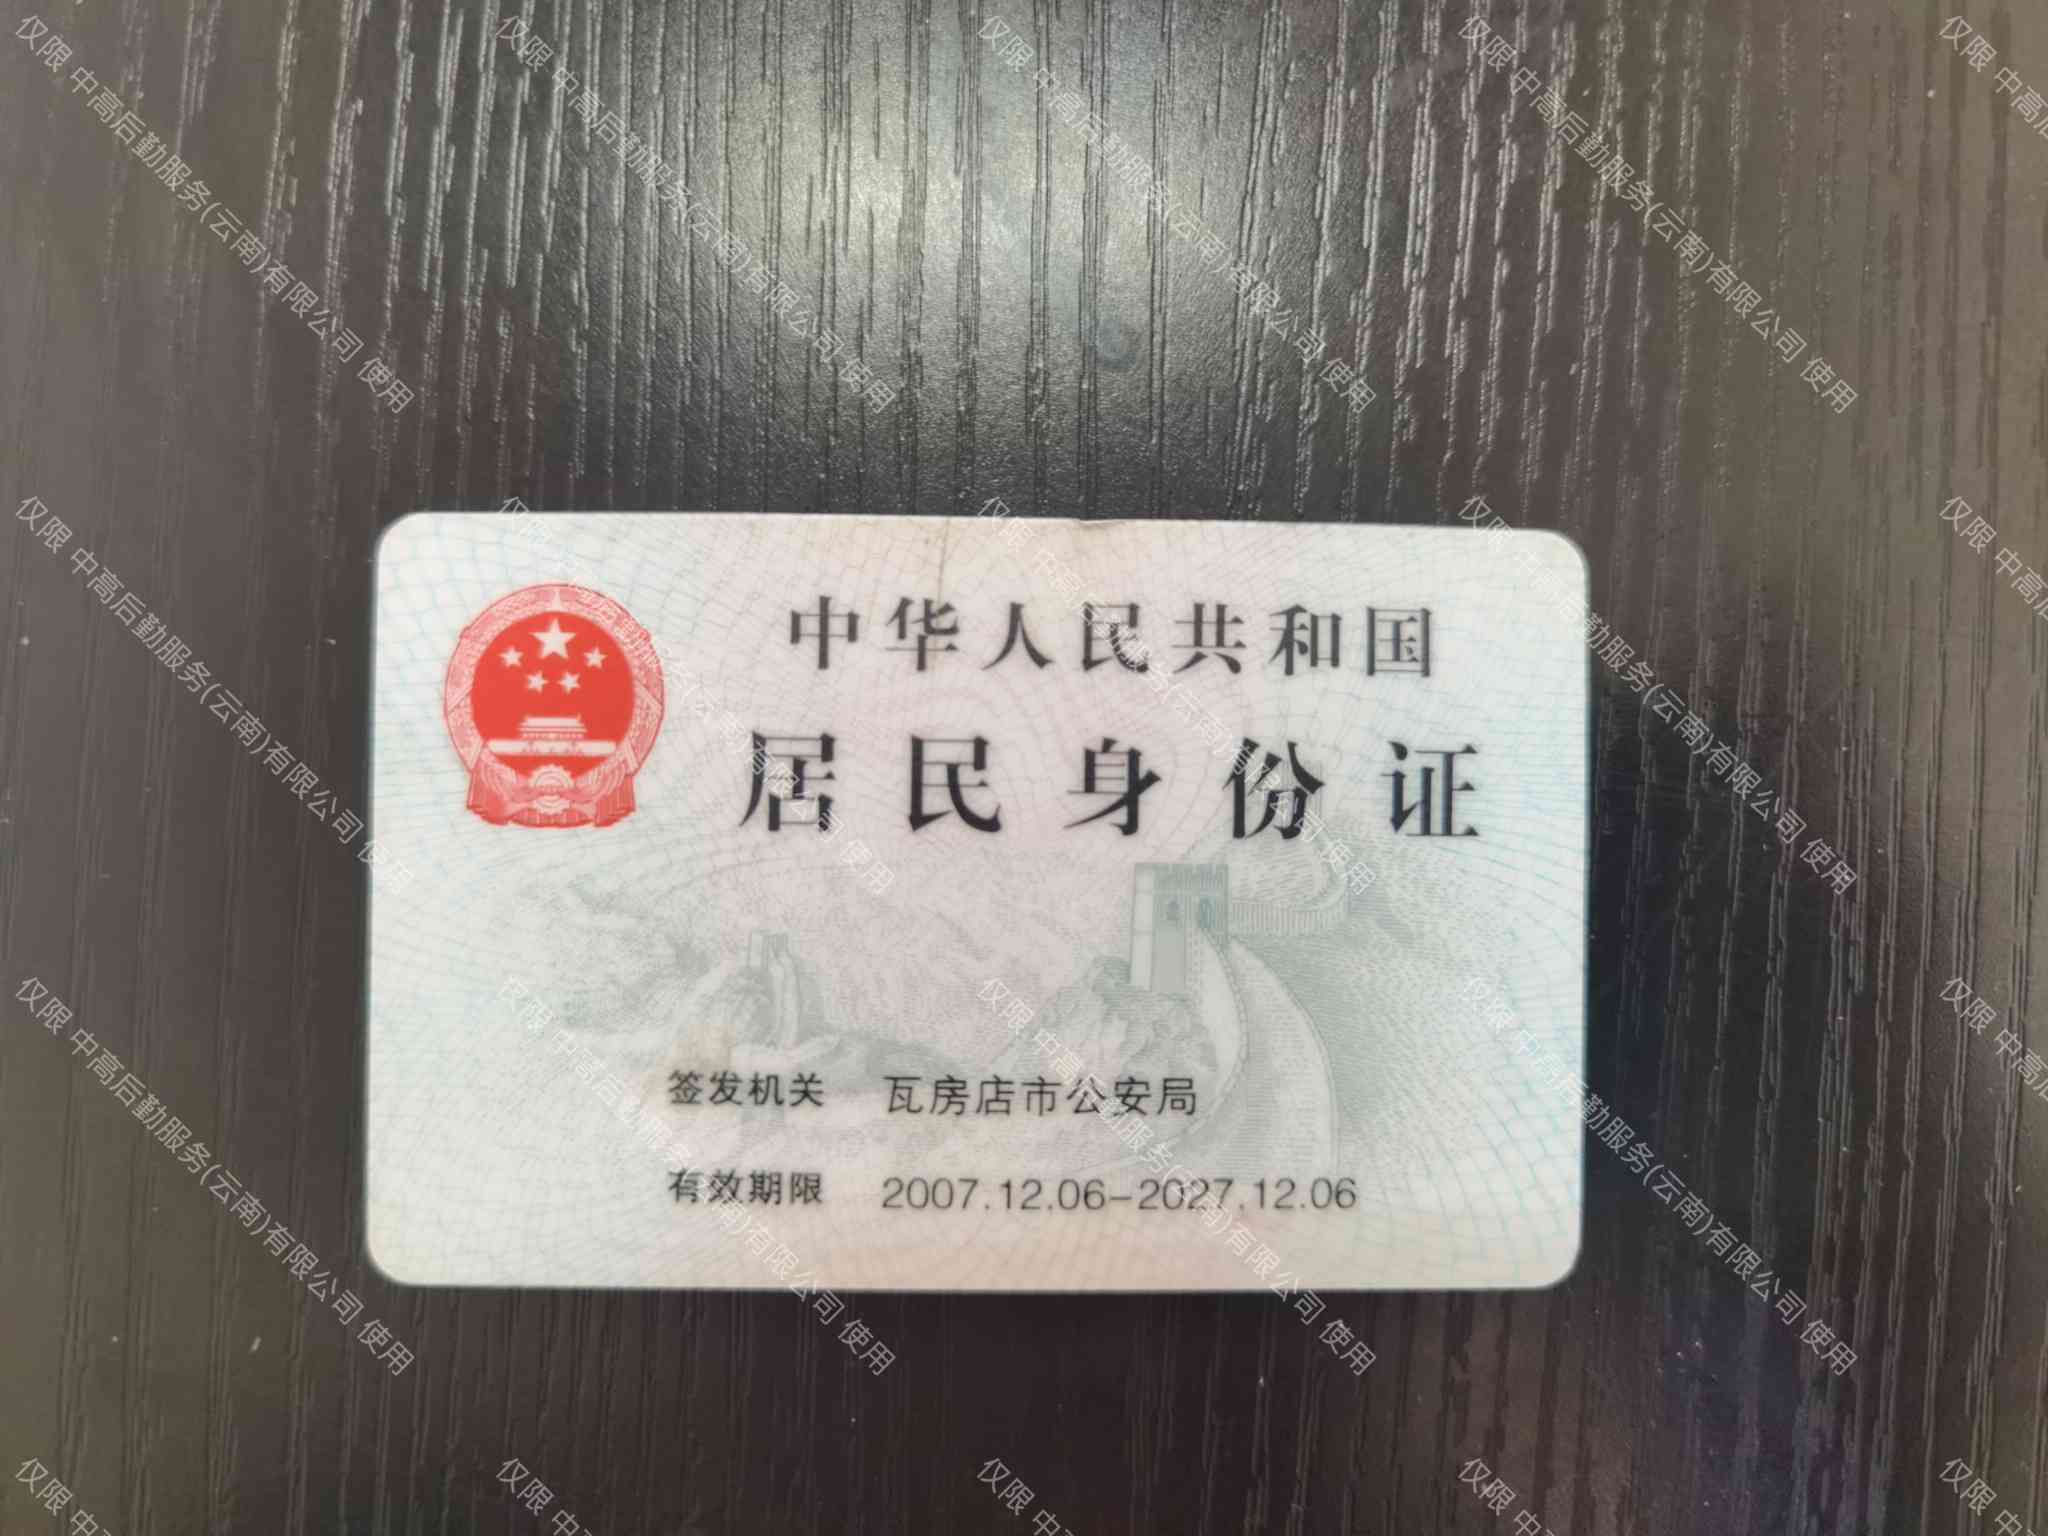 中华人民共和国
居民身份证
签发机关 瓦房店市公安局
有效期限 2007.12.06-2027.12.06
仅限 中高后勤服务(云南)有限公司 使用